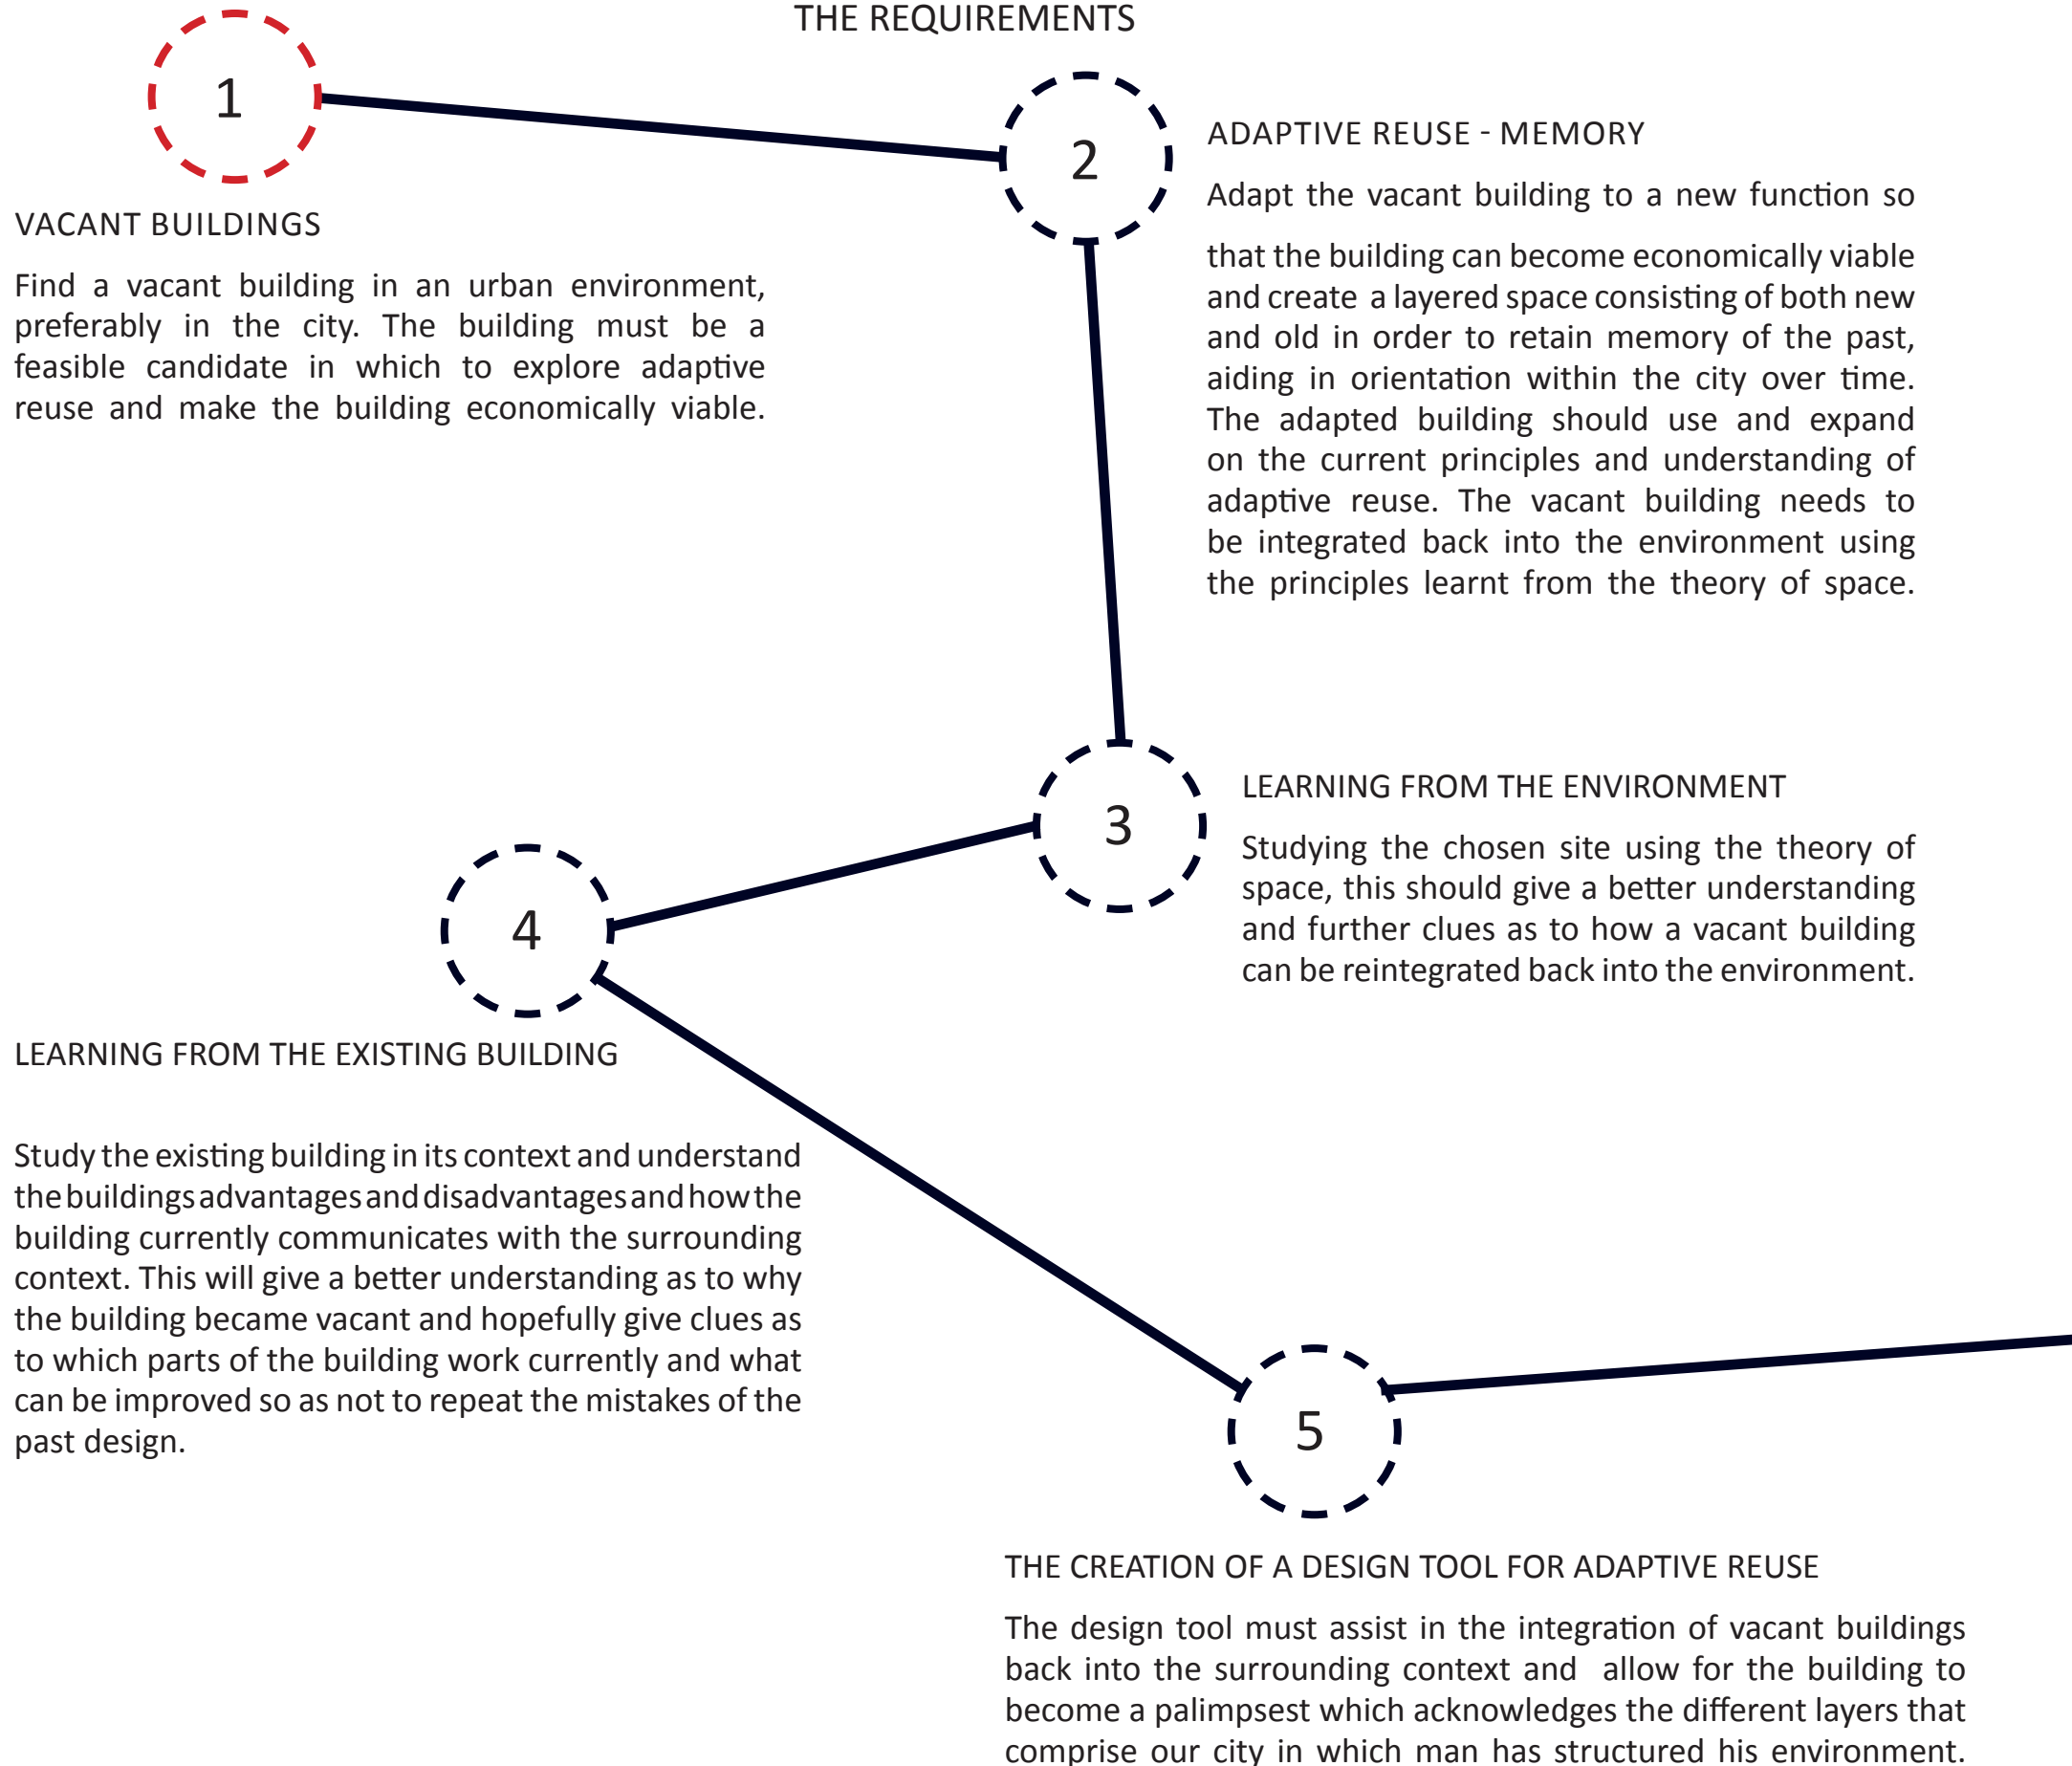 THE REQUIREMENTS
1
VACANT BUILDINGS
Find a vacant building in an urban environment,
preferably in the city. The building must be a
feasible candidate in which to explore adaptive
reuse and make the building economically viable.
2
ADAPTIVE REUSE - MEMORY
Adapt the vacant building to a new function so
that the building can become economically viable
and create a layered space consisting of both new
and old in order to retain memory of the past,
aiding in orientation within the city over time.
The adapted building should use and expand
on the current principles and understanding of
adaptive reuse. The vacant building needs to
be integrated back into the environment using
the principles learnt from the theory of space.
3
LEARNING FROM THE ENVIRONMENT
Studying the chosen site using the theory of
space, this should give a better understanding
and further clues as to how a vacant building
can be reintegrated back into the environment.
4
LEARNING FROM THE EXISTING BUILDING
Study the existing building in its context and understand
the buildings advantages and disadvantages and how the
building currently communicates with the surrounding
context. This will give a better understanding as to why
the building became vacant and hopefully give clues as
to which parts of the building work currently and what
can be improved so as not to repeat the mistakes of the
past design.
5
THE CREATION OF A DESIGN TOOL FOR ADAPTIVE REUSE
The design tool must assist in the integration of vacant buildings
back into the surrounding context and allow for the building to
become a palimpsest which acknowledges the different layers that
comprise our city in which man has structured his environment.